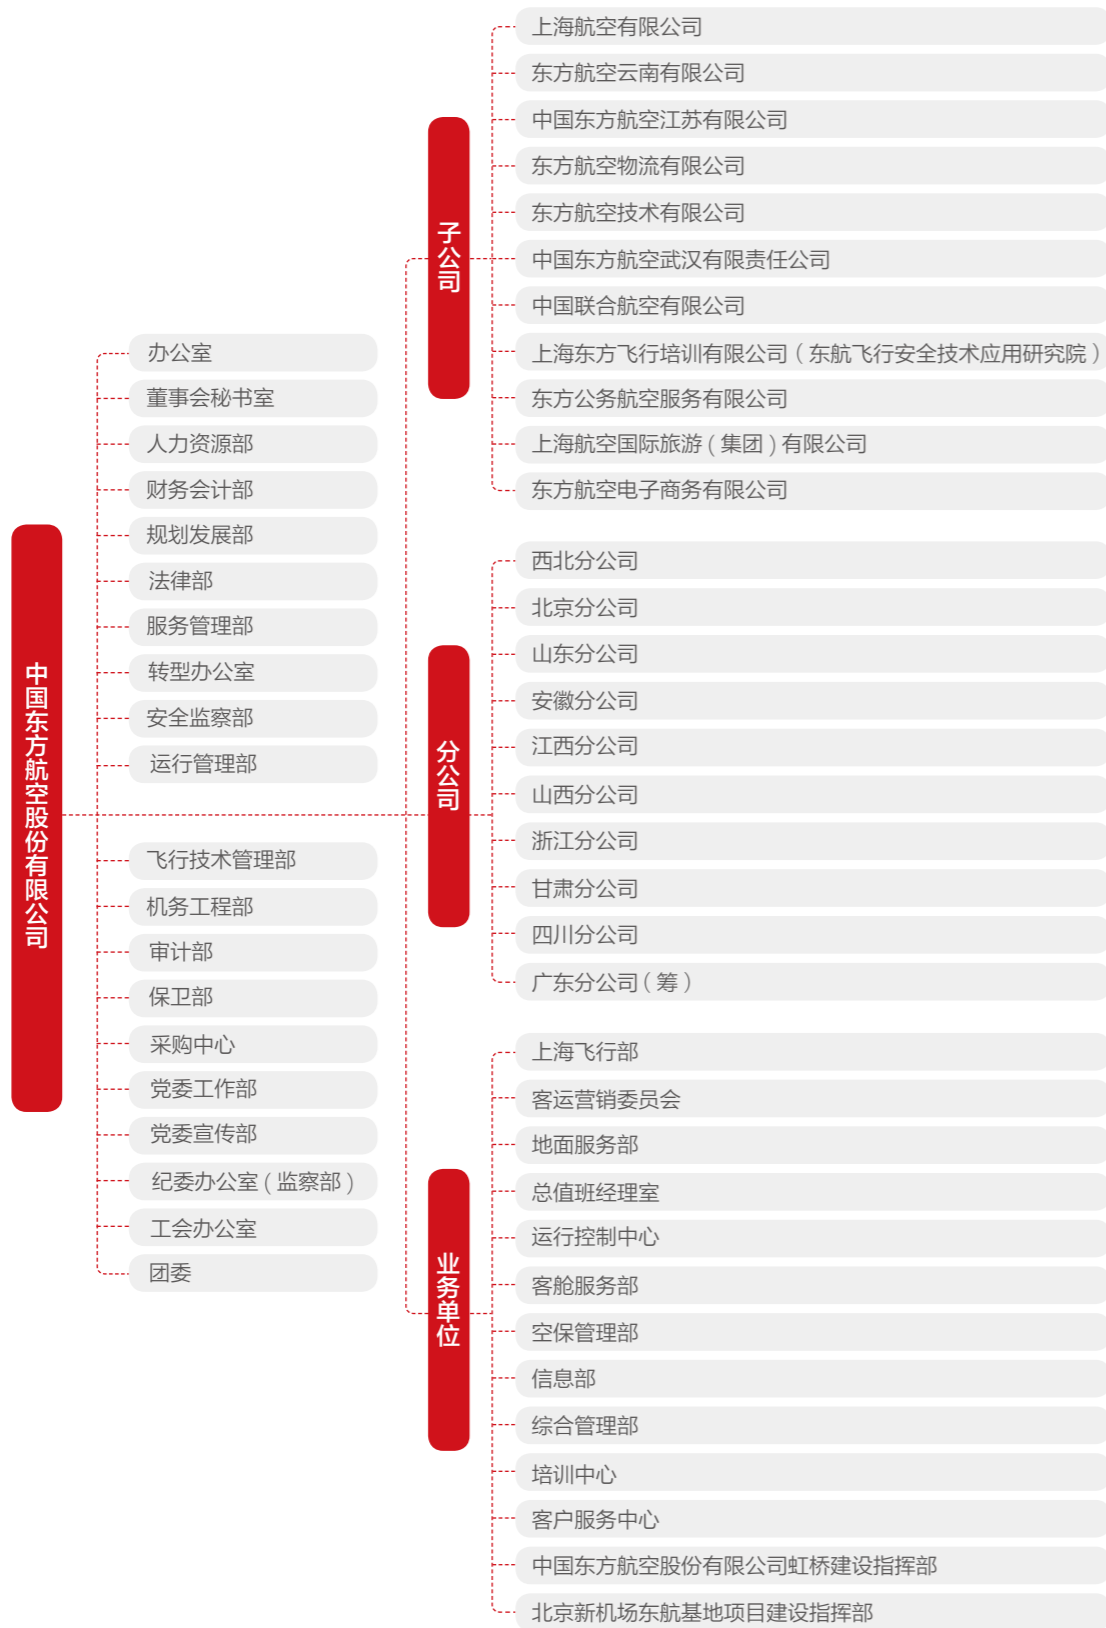 中国东方航空股份有限公司
办公室
董事会秘书室
人力资源部
财务会计部
规划发展部
法律部
服务管理部
转型办公室
安全监察部
运行管理部
飞行技术管理部
机务工程部
审计部
保卫部
采购中心
党委工作部
党委宣传部
纪委办公室(监察部)
工会办公室
团委
子公司
上海航空有限公司
东方航空云南有限公司
中国东方航空江苏有限公司
东方航空物流有限公司
东方航空技术有限公司
中国东方航空武汉有限责任公司
中国联合航空有限公司
上海东方飞行培训有限公司(东航飞行安全技术应用研究院)
东方公务航空服务有限公司
上海航空国际旅游(集团)有限公司
东方航空电子商务有限公司
分公司
西北分公司
北京分公司
山东分公司
安徽分公司
江西分公司
山西分公司
浙江分公司
甘肃分公司
四川分公司
广东分公司(筹)
业务单位
上海飞行部
客运营销委员会
地面服务部
总值班经理室
运行控制中心
客舱服务部
空保管理部
信息部
综合管理部
培训中心
客户服务中心
中国东方航空股份有限公司虹桥建设指挥部
北京新机场东航基地项目建设指挥部